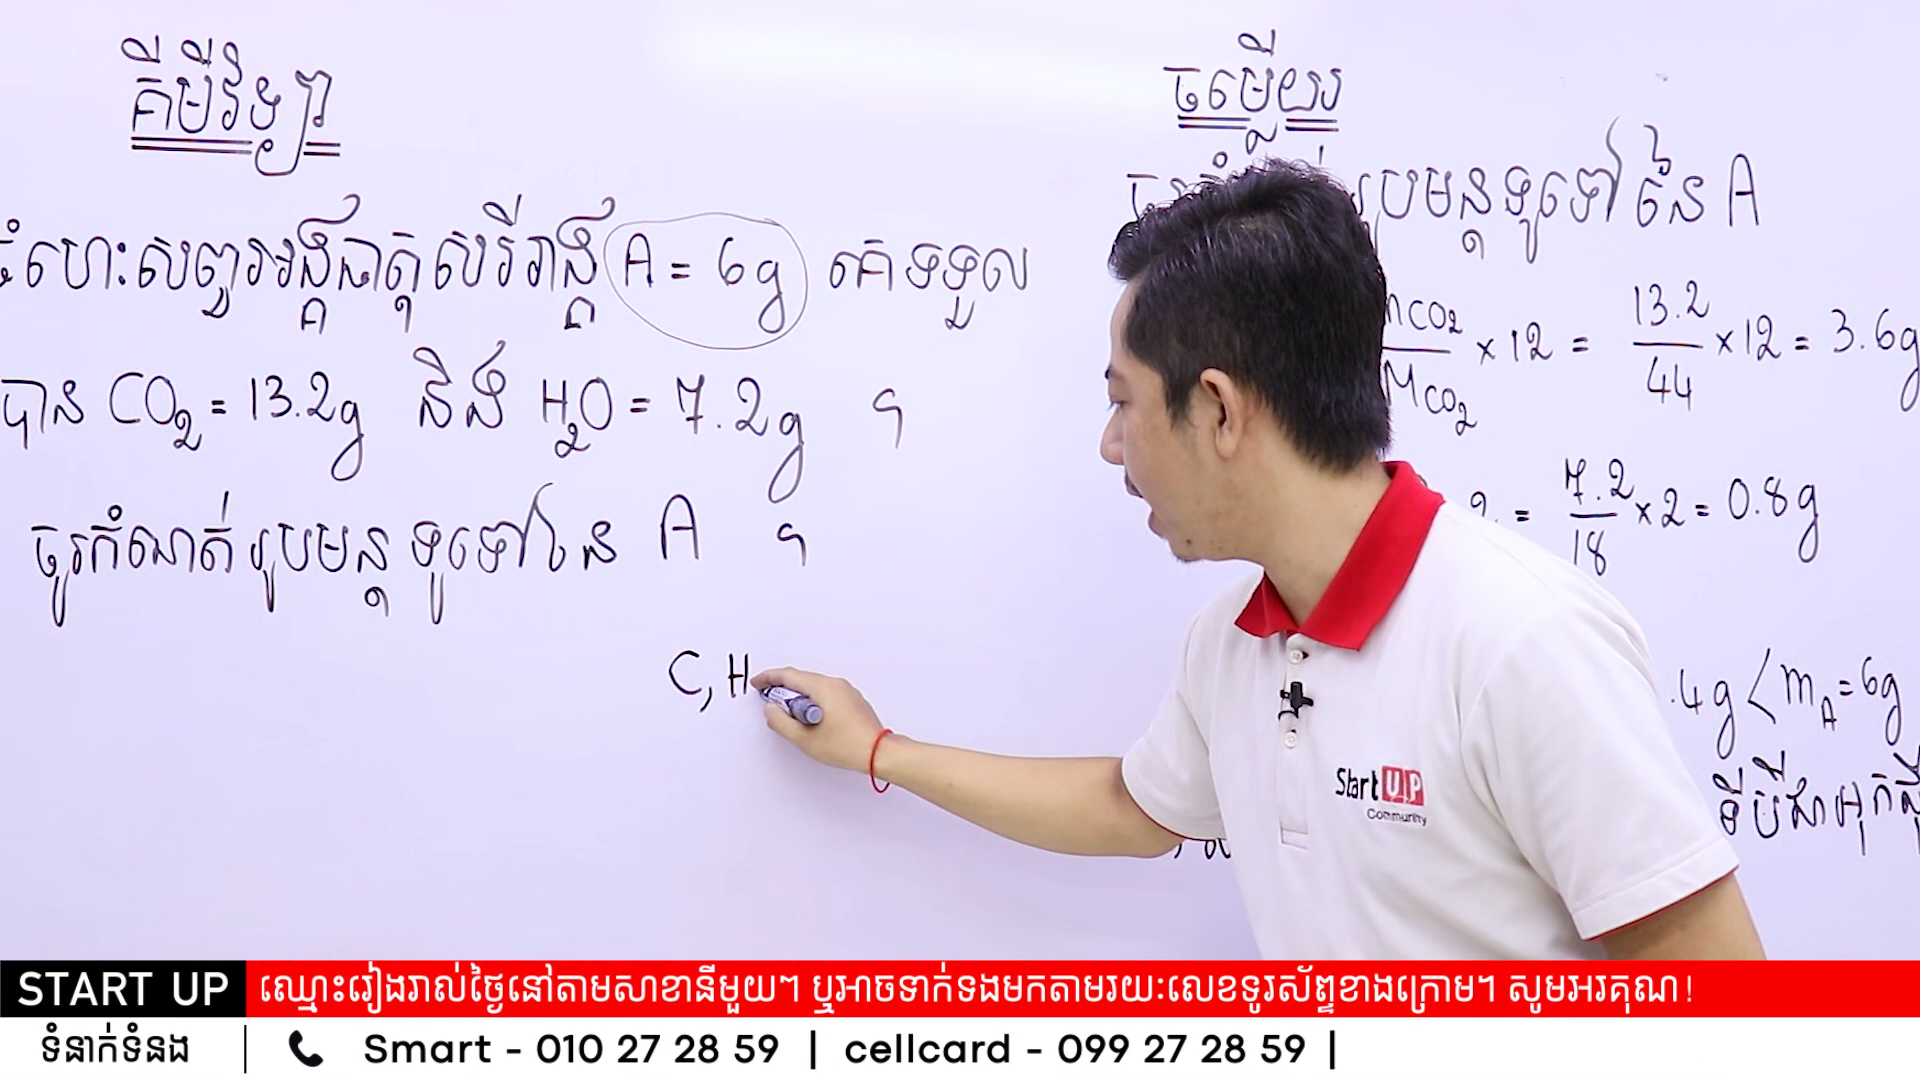 គីមីវិទ្យា
ចំហេះសព្វអង្គធាតុសរីរាង្គ A = 6g គេទទួល
បាន CO₂ = 13.2g និង H₂O = 7.2g ។
ចូរកំណត់រូបមន្តទូទៅនៃ A ។
C, H
ចម្លើយ
រូបមន្តទូទៅនៃ A
mCO₂ / MCO₂ × 12 = 13.2 / 44 × 12 = 3.6g
2 = 7.2 / 18 × 2 = 0.8g
.4g < mA = 6g
StartUP
Community
START UP ឈ្មោះរៀងរាល់ថ្ងៃនៅតាមសាខានីមួយៗ ឬអាចទាក់ទងមកតាមរយៈលេខទូរស័ព្ទខាងក្រោម។ សូមអរគុណ!
ទំនាក់ទំនង Smart - 010 27 28 59 | cellcard - 099 27 28 59 |